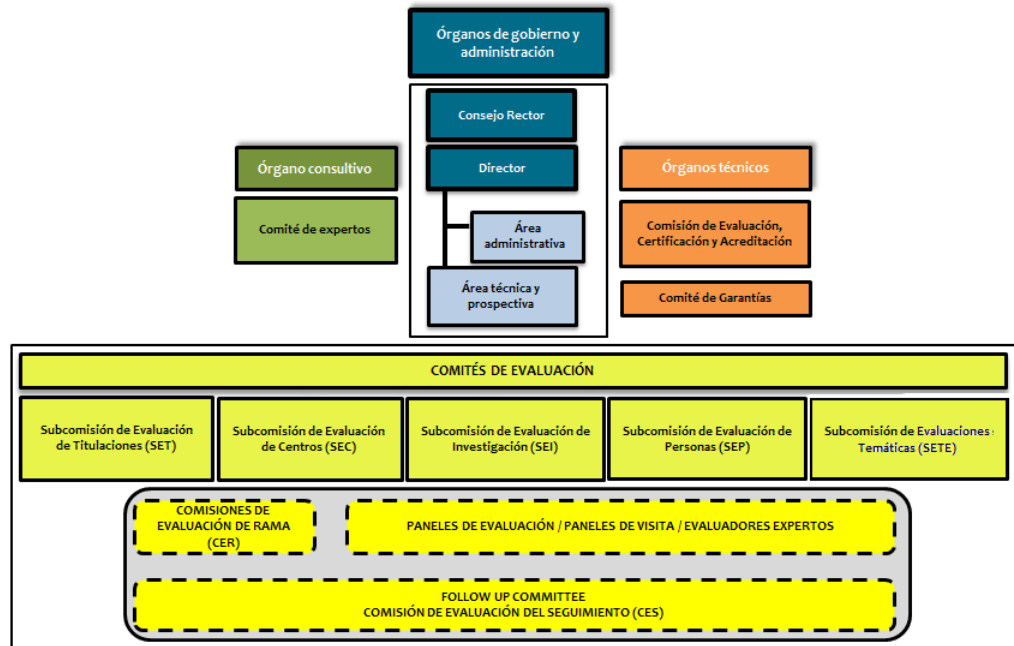 Órganos de gobierno y
administración
Consejo Rector
Órgano consultivo
Director
Órganos técnicos
Comité de expertos
Área
administrativa
Comisión de Evaluación,
Certificación y Acreditación
Área técnica y
prospectiva
Comité de Garantías
COMITÉS DE EVALUACIÓN
Subcomisión de Evaluación
de Titulaciones (SET)
Subcomisión de Evaluación
de Centros (SEC)
Subcomisión de Evaluación de
Investigación (SEI)
Subcomisión de Evaluación de
Personas (SEP)
Subcomisión de Evaluaciones
Temáticas (SETE)
COMISIONES DE
EVALUACIÓN DE RAMA
(CER)
PANELES DE EVALUACIÓN / PANELES DE VISITA / EVALUADORES EXPERTOS
FOLLOW UP COMMITTEE
COMISIÓN DE EVALUACIÓN DEL SEGUIMIENTO (CES)